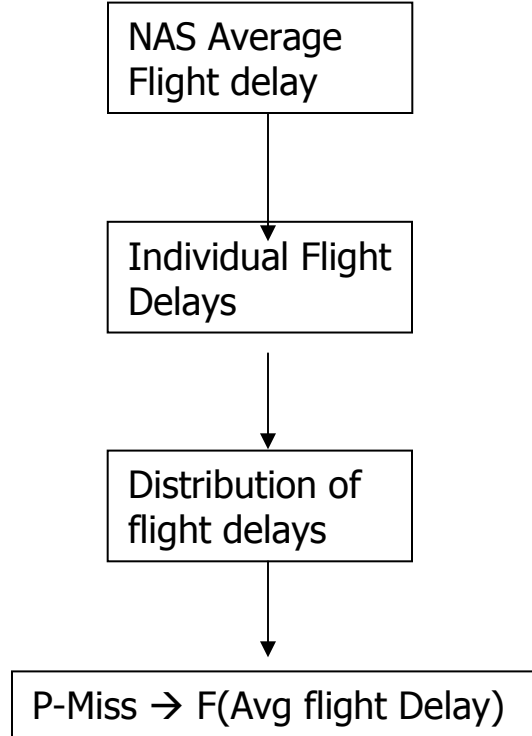 NAS Average
Flight delay
Individual Flight
Delays
Distribution of
flight delays
P-Miss → F(Avg flight Delay)